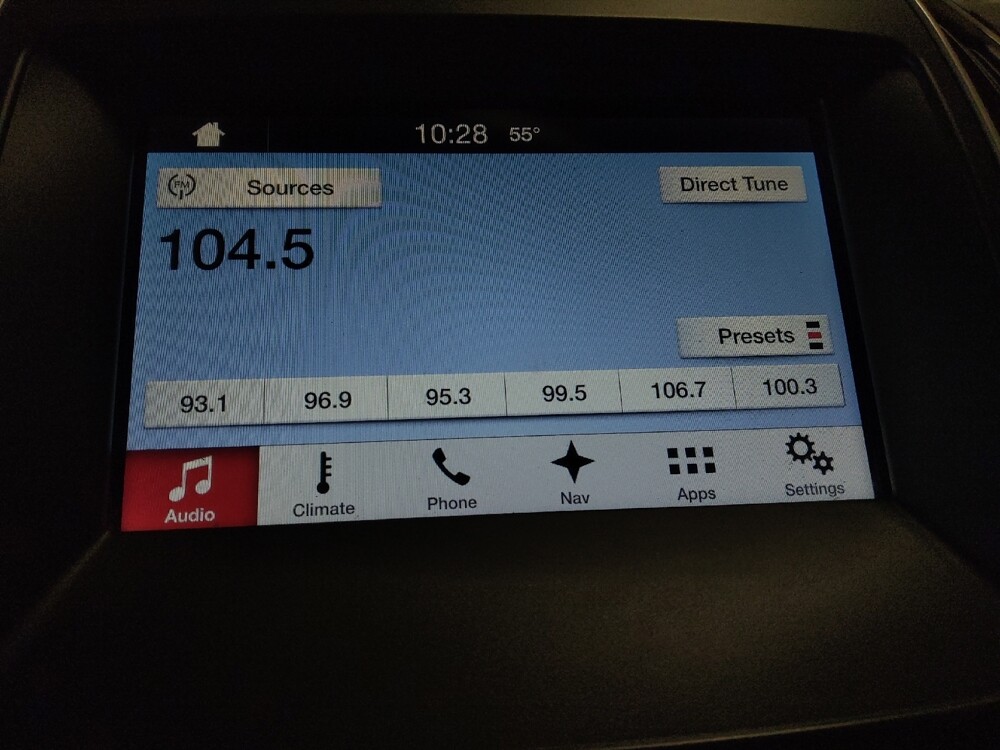 10:28 55°
FM Sources Direct Tune
104.5
Presets
93.1 96.9 95.3 99.5 106.7 100.3
Audio Climate Phone Nav Apps Settings